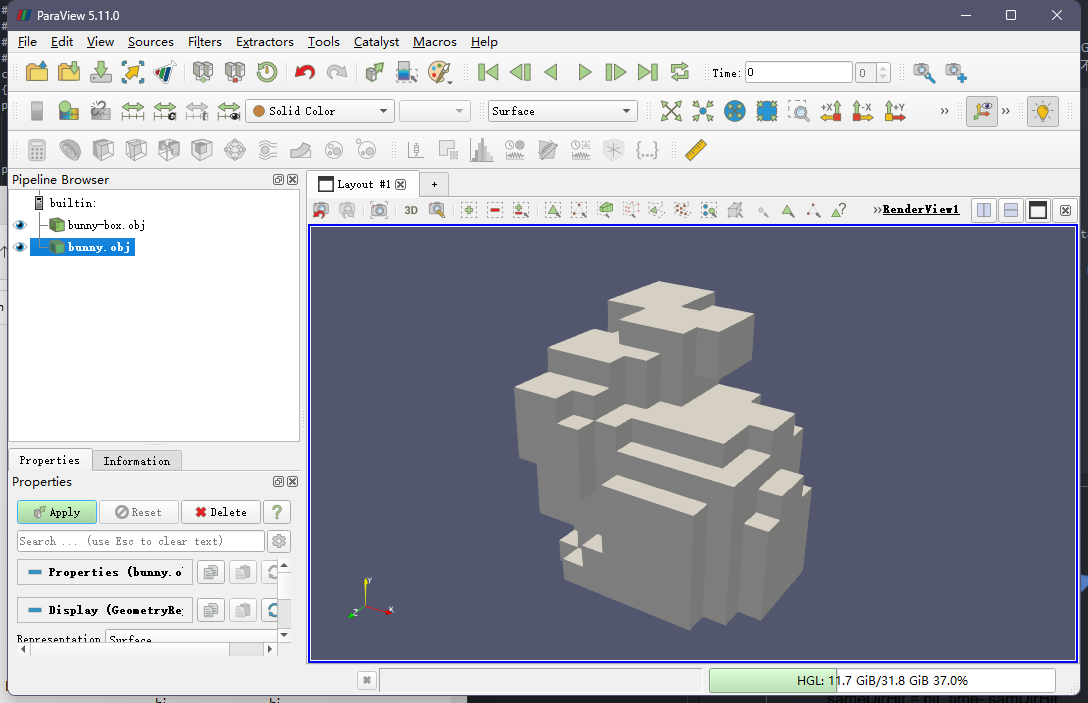 ParaView 5.11.0
File Edit View Sources Filters Extractors Tools Catalyst Macros Help
Time: 0 0
Solid Color Surface +X -X +Y »
»
Pipeline Browser
Layout #1 +
builtin:
3D »RenderView1
bunny-box.obj
bunny.obj
Properties Information
Properties
Apply Reset Delete ?
Search ... (use Esc to clear text)
Properties (bunny.o
Display (GeometryRe
Representation Surface
Y
X
Z
HGL: 11.7 GiB/31.8 GiB 37.0%